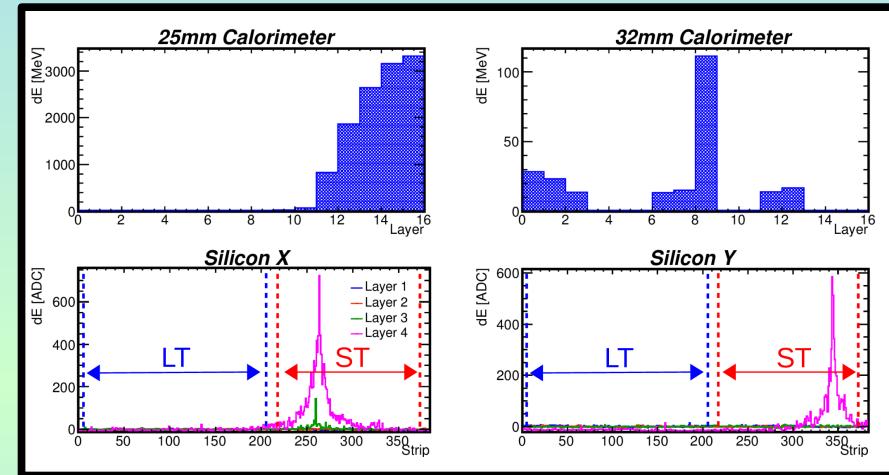 25mm Calorimeter
dE [MeV]
3000
2000
1000
0
0 2 4 6 8 10 12 14 16
Layer
32mm Calorimeter
dE [MeV]
100
50
0
0 2 4 6 8 10 12 14 16
Layer
Silicon X
dE [ADC]
600
400
200
0
Layer 1
Layer 2
Layer 3
Layer 4
LT
ST
0 50 100 150 200 250 300 350
Strip
Silicon Y
dE [ADC]
600
400
200
0
LT
ST
0 50 100 150 200 250 300 350
Strip